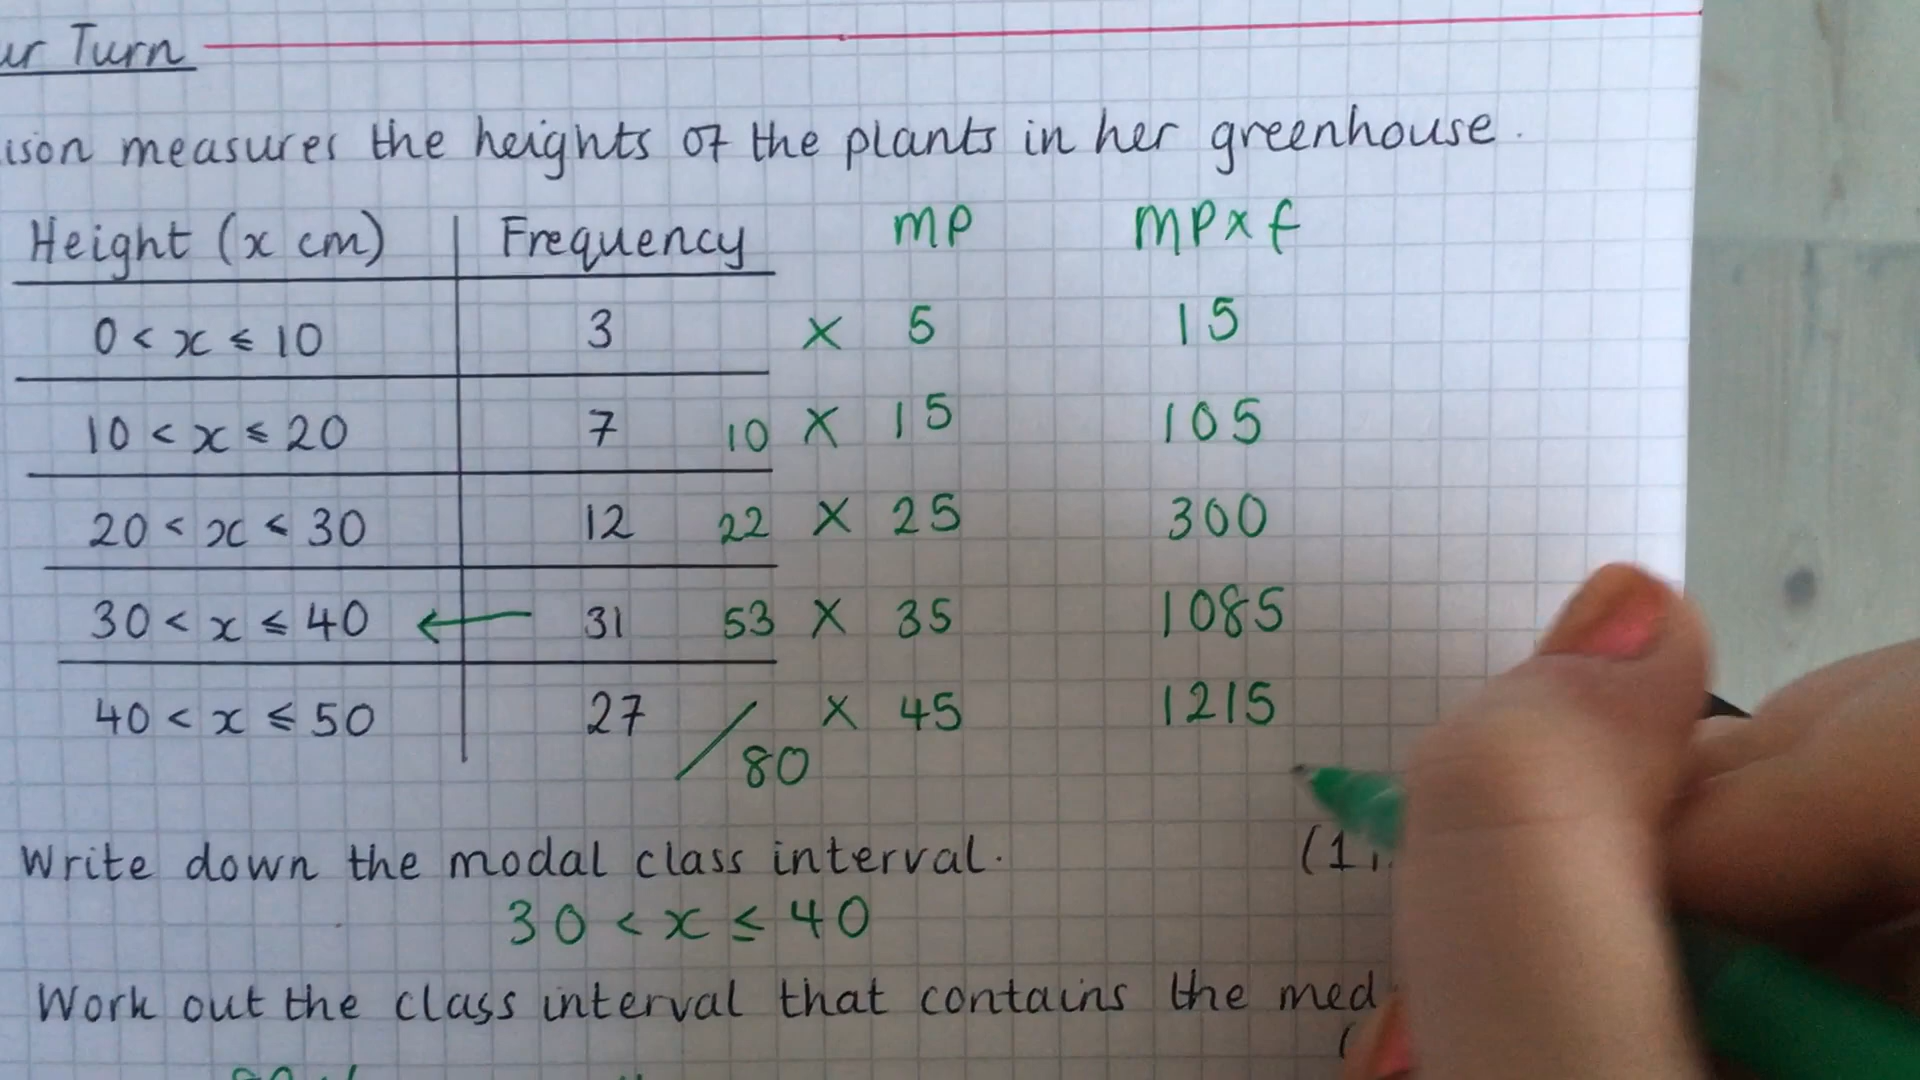 ur Turn
ison measures the heights of the plants in her greenhouse.
Height (x cm) Frequency mp mpxf
0 < x ≤ 10 3 × 5 15
10 < x ≤ 20 7 10 × 15 105
20 < x < 30 12 22 × 25 300
30 < x ≤ 40 ← 31 53 × 35 1085
40 < x ≤ 50 27 / 80 × 45 1215
Write down the modal class interval. (1
30 < x ≤ 40
Work out the class interval that contains the med
(